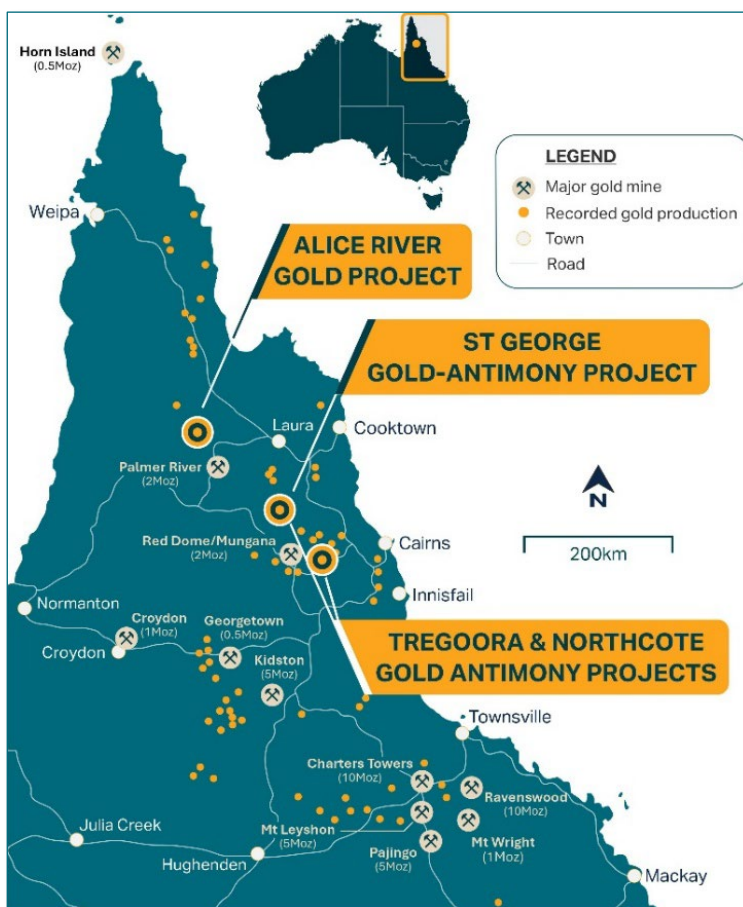 Horn Island
(0.5Moz)
LEGEND
Major gold mine
Recorded gold production
Town
Road
Weipa
ALICE RIVER
GOLD PROJECT
ST GEORGE
GOLD-ANTIMONY PROJECT
Laura
Cooktown
Palmer River
(2Moz)
N
200km
Red Dome/Mungana
(2Moz)
Cairns
Innisfail
Normanton
Croydon
(1Moz)
Georgetown
(0.5Moz)
Croydon
Kidston
(5Moz)
TREGOORA & NORTHCOTE
GOLD ANTIMONY PROJECTS
Townsville
Charters Towers
(10Moz)
Ravenswood
(10Moz)
Julia Creek
Mt Leyshon
(5Moz)
Mt Wright
(1Moz)
Pajingo
(5Moz)
Hughenden
Mackay